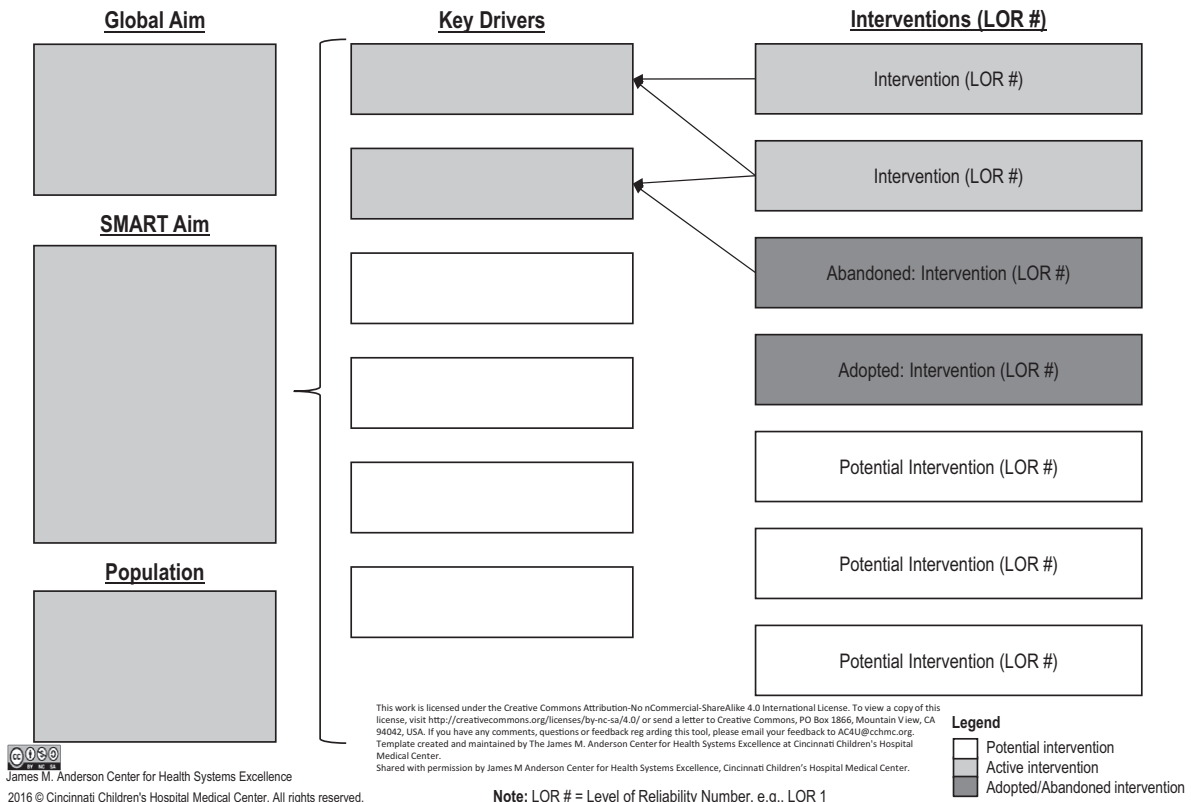 Global Aim
Key Drivers
Interventions (LOR #)
Intervention (LOR #)
Intervention (LOR #)
SMART Aim
Abandoned: Intervention (LOR #)
Adopted: Intervention (LOR #)
Potential Intervention (LOR #)
Population
Potential Intervention (LOR #)
Potential Intervention (LOR #)
This work is licensed under the Creative Commons Attribution-No nCommercial-ShareAlike 4.0 International License. To view a copy of this
license, visit http://creativecommons.org/licenses/by-nc-sa/4.0/ or send a letter to Creative Commons, PO Box 1866, Mountain View, CA
94042, USA. If you have any comments, questions or feedback reg arding this tool, please email your feedback to AC4U@cchmc.org.
Template created and maintained by The James M. Anderson Center for Health Systems Excellence at Cincinnati Children's Hospital
Medical Center.
Shared with permission by James M Anderson Center for Health Systems Excellence, Cincinnati Children's Hospital Medical Center.
Legend
Potential intervention
Active intervention
Adopted/Abandoned intervention
cc
BY NC SA
James M. Anderson Center for Health Systems Excellence
2016 © Cincinnati Children's Hospital Medical Center. All rights reserved.
Note: LOR # = Level of Reliability Number, e.g., LOR 1